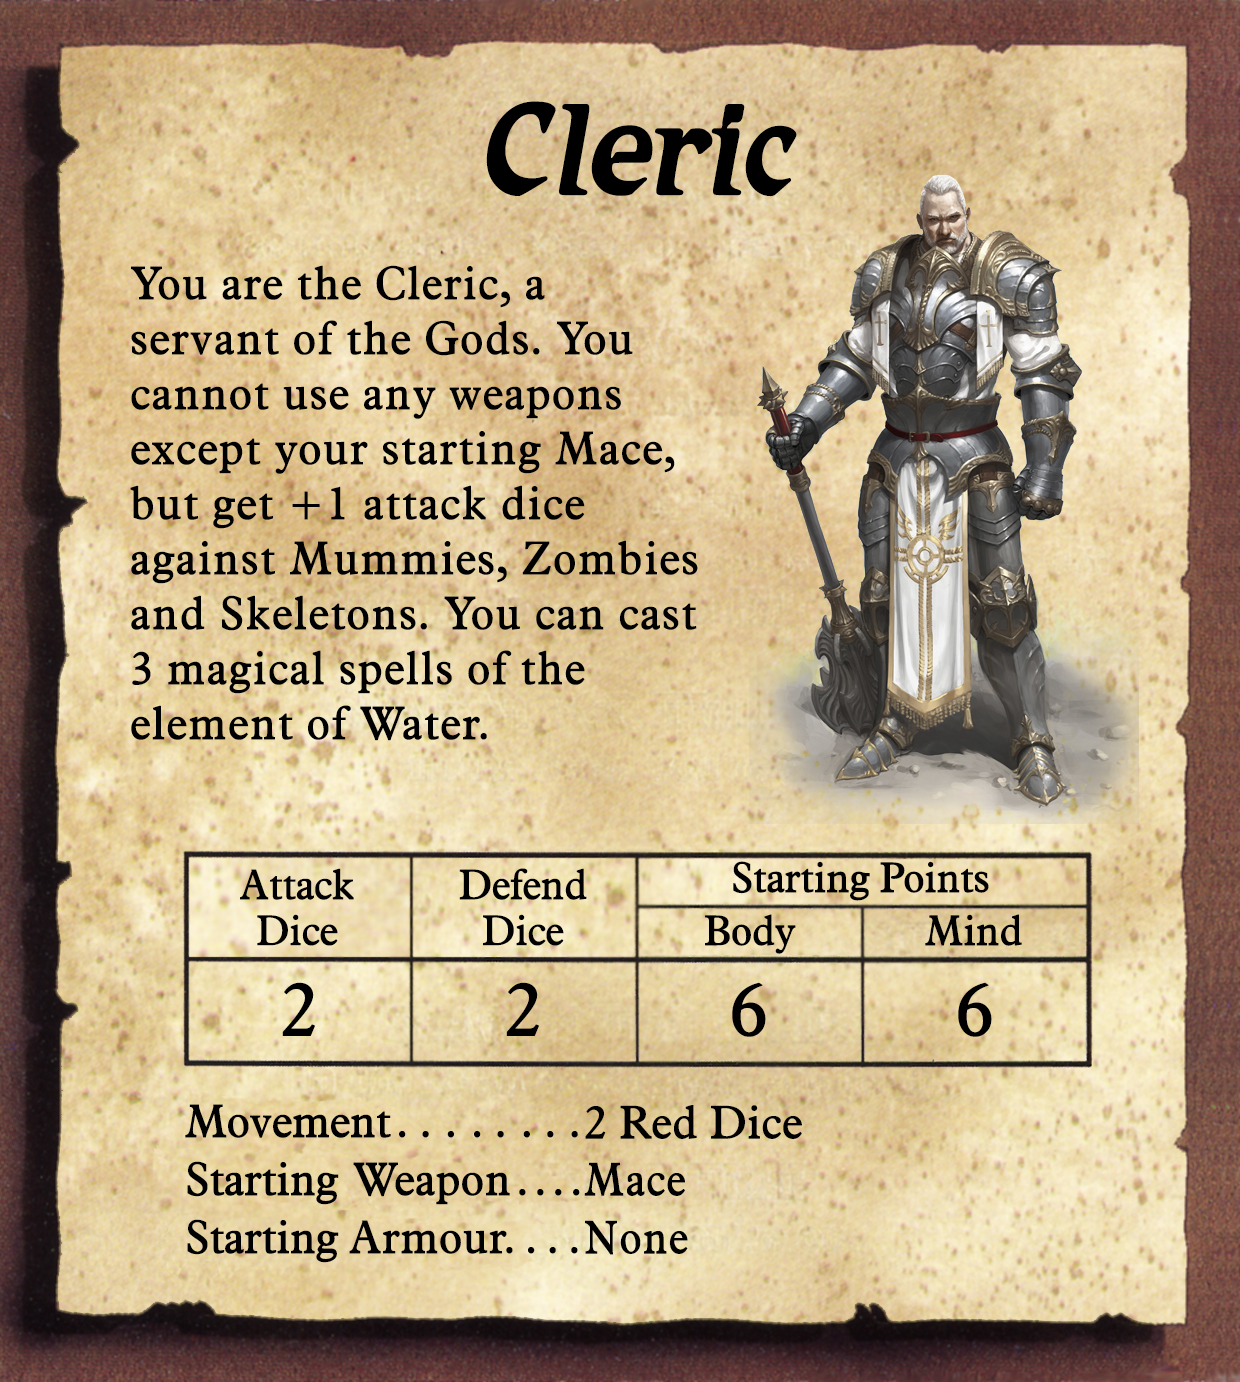 Cleric
You are the Cleric, a
servant of the Gods. You
cannot use any weapons
except your starting Mace,
but get +1 attack dice
against Mummies, Zombies
and Skeletons. You can cast
3 magical spells of the
element of Water.
Attack Dice
Defend Dice
Starting Points
Body
Mind
2
2
6
6
Movement........2 Red Dice
Starting Weapon....Mace
Starting Armour....None